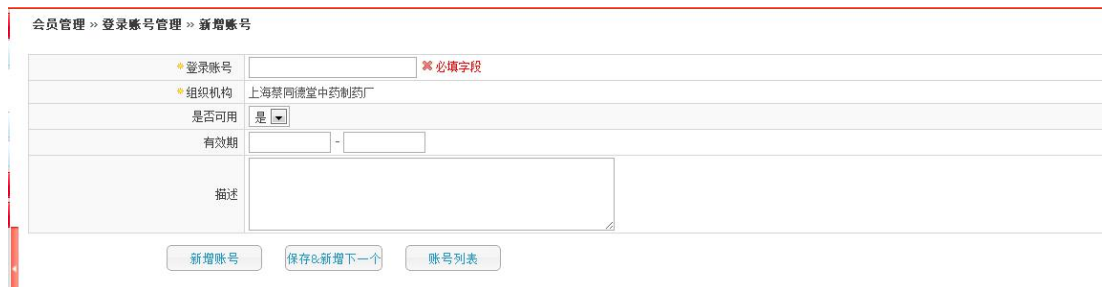 会员管理 » 登录账号管理 » 新增账号
*登录账号 ✖ 必填字段
*组织机构 上海蔡同德堂中药制药厂
是否可用 是
有效期 -
描述
新增账号 保存&新增下一个 账号列表